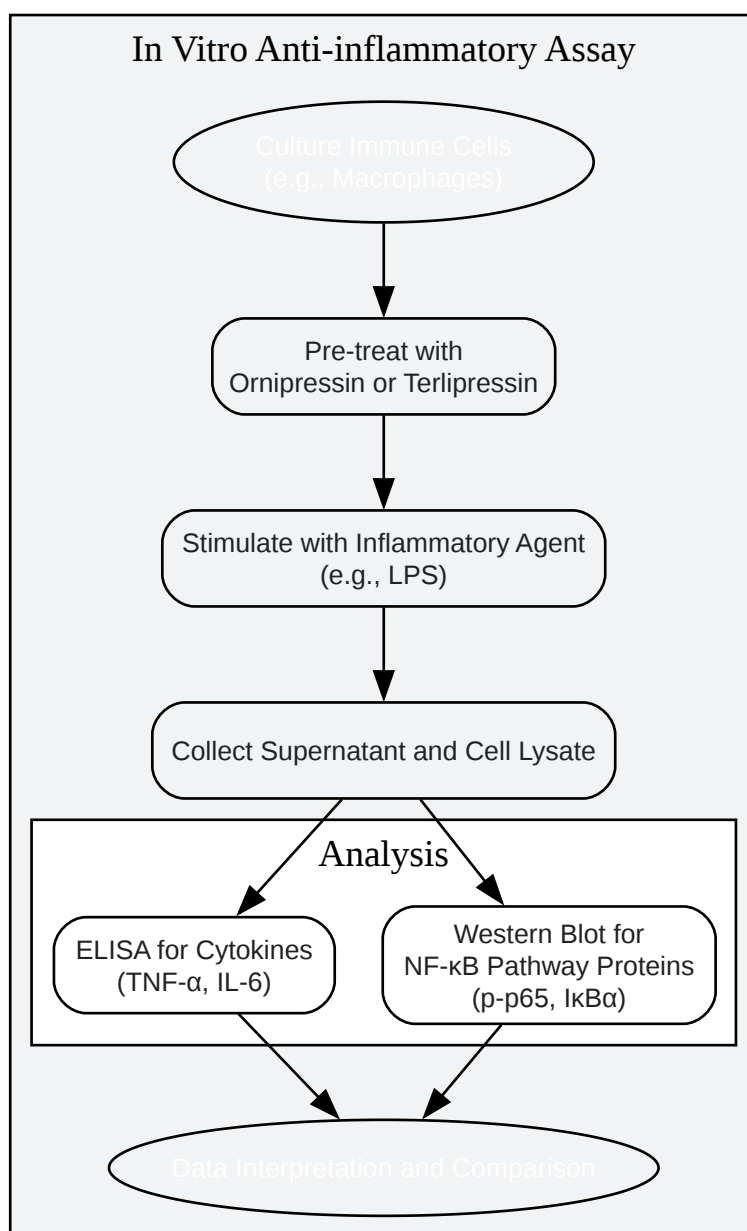 In Vitro Anti-inflammatory Assay
Culture Immune Cells
(e.g., Macrophages)
Pre-treat with
Ornipressin or Terlipressin
Stimulate with Inflammatory Agent
(e.g., LPS)
Collect Supernatant and Cell Lysate
Analysis
ELISA for Cytokines
(TNF-α, IL-6)
Western Blot for
NF-κB Pathway Proteins
(p-p65, IκBα)
Data Interpretation and Comparison